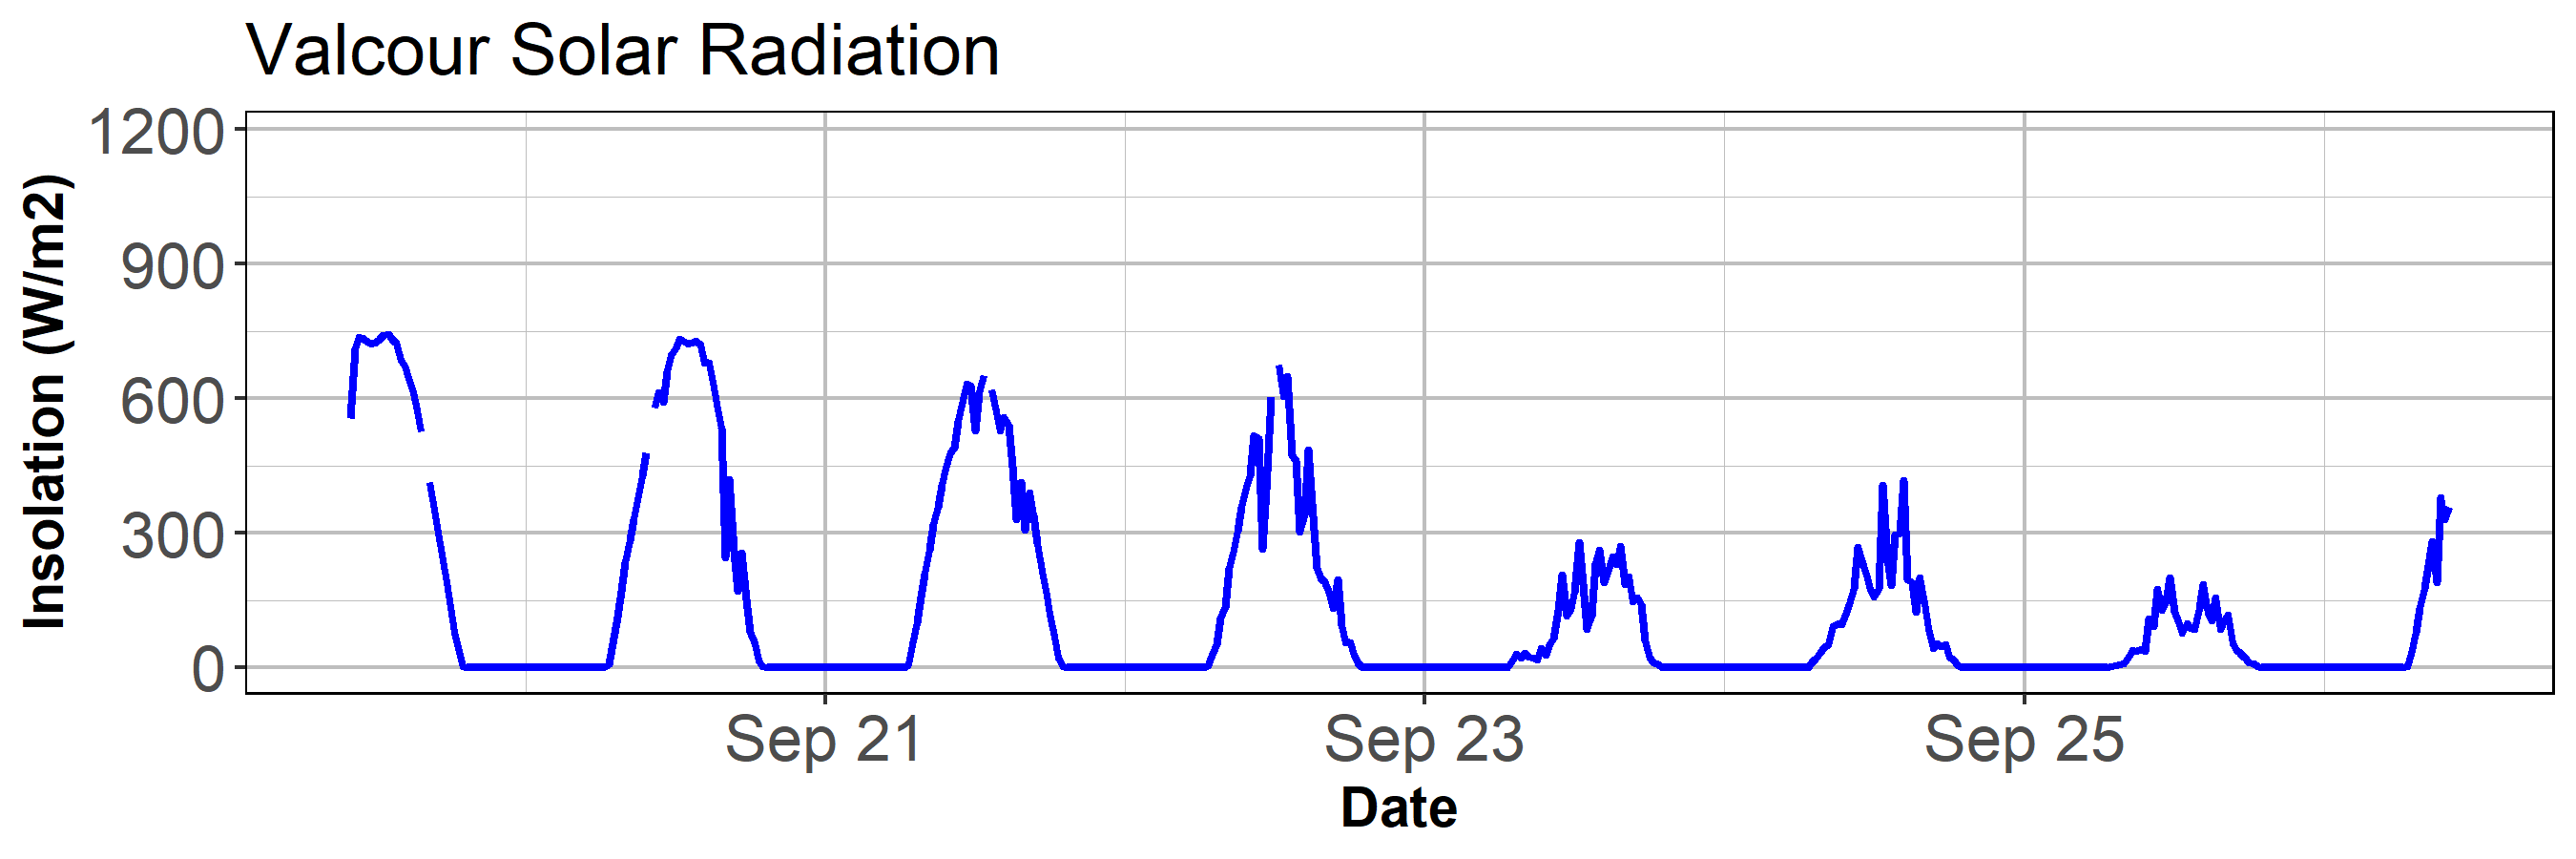 Valcour Solar Radiation
Insolation (W/m2)
1200
900
600
300
0
Sep 21 Sep 23 Sep 25
Date